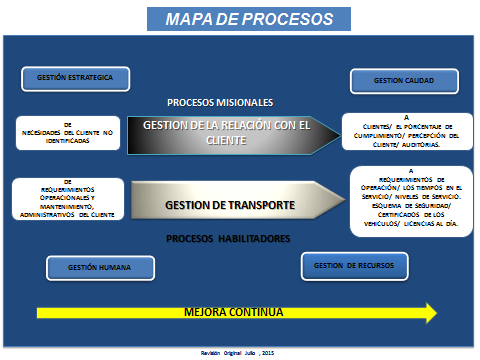 MAPA DE PROCESOS
GESTIÓN ESTRATEGICA
GESTION CALIDAD
PROCESOS MISIONALES
DE
NECESIDADES DEL CLIENTE NO
IDENTIFICADAS
GESTION DE LA RELACIÓN CON EL
CLIENTE
A
CLIENTES/ EL PORCENTAJE DE
CUMPLIMIENTO/ PERCEPCIÓN DEL
CLIENTE/ AUDITORIAS.
DE
REQUERIMIENTOS
OPERACIONALES Y
MANTENIMIENTO,
ADMINISTRATIVOS DEL CLIENTE
GESTION DE TRANSPORTE
A
REQUERIMIENTOS DE
OPERACIÓN/ LOS TIEMPOS EN EL
SERVICIO/ NIVELES DE SERVICIO.
ESQUEMA DE SEGURIDAD/
CERTIFICADOS DE LOS
VEHICULOS/ LICENCIAS AL DÍA.
PROCESOS HABILITADORES
GESTIÓN HUMANA
GESTION DE RECURSOS
MEJORA CONTINUA
Revisión Original Julio , 2015